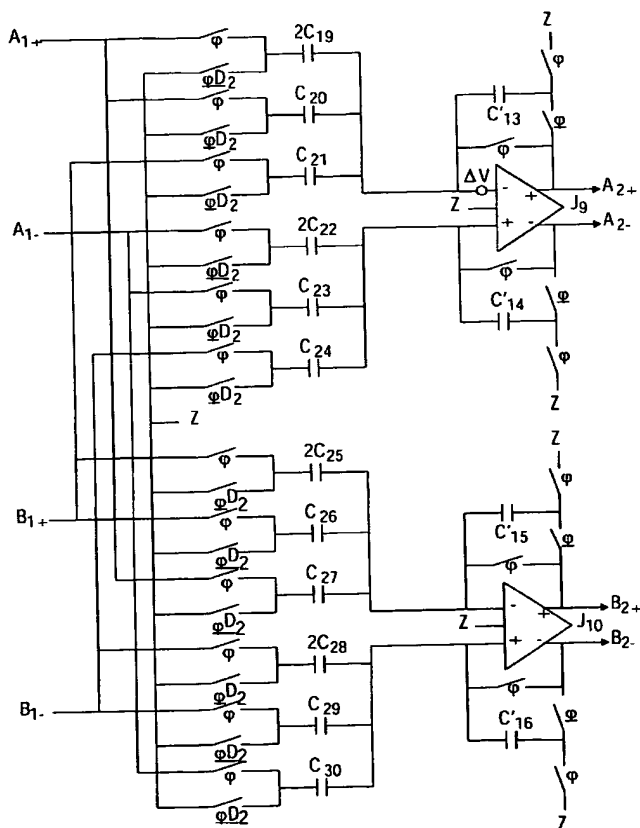 A1+ φ 2C19 Z
φD2 φ
φ C20 C'13 φ
φD2
φ C21 φ
φD2 ΔV - + A2+
A1- φ 2C22 Z J9
φD2 + - A2-
φ C23 φ
φD2 C'14 φ
φ C24
φD2 φ
Z Z
φ 2C25 Z
φD2 φ
B1+ φ C26 C'15 φ
φD2
φ C27 φ
φD2 - + B2+
φ 2C28 Z J10
φD2 + - B2-
B1- φ C29 φ
φD2 C'16 φ
φ C30 φ
φD2 Z